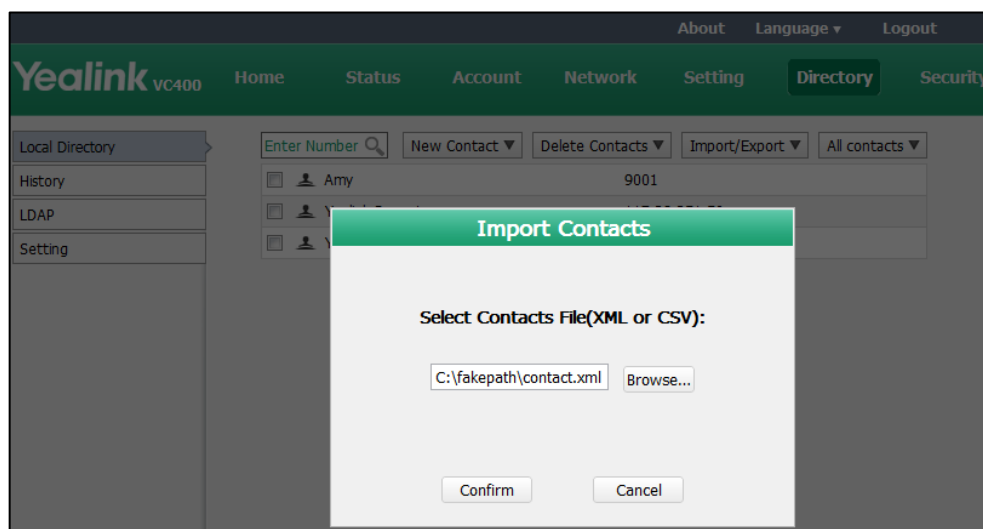 About Language ▾ Logout
Yealink VC400 Home Status Account Network Setting Directory Security
Local Directory
Enter Number New Contact ▼ Delete Contacts ▼ Import/Export ▼ All contacts ▼
History
Amy 9001
LDAP
Setting
Import Contacts
Select Contacts File(XML or CSV):
C:\fakepath\contact.xml Browse...
Confirm Cancel